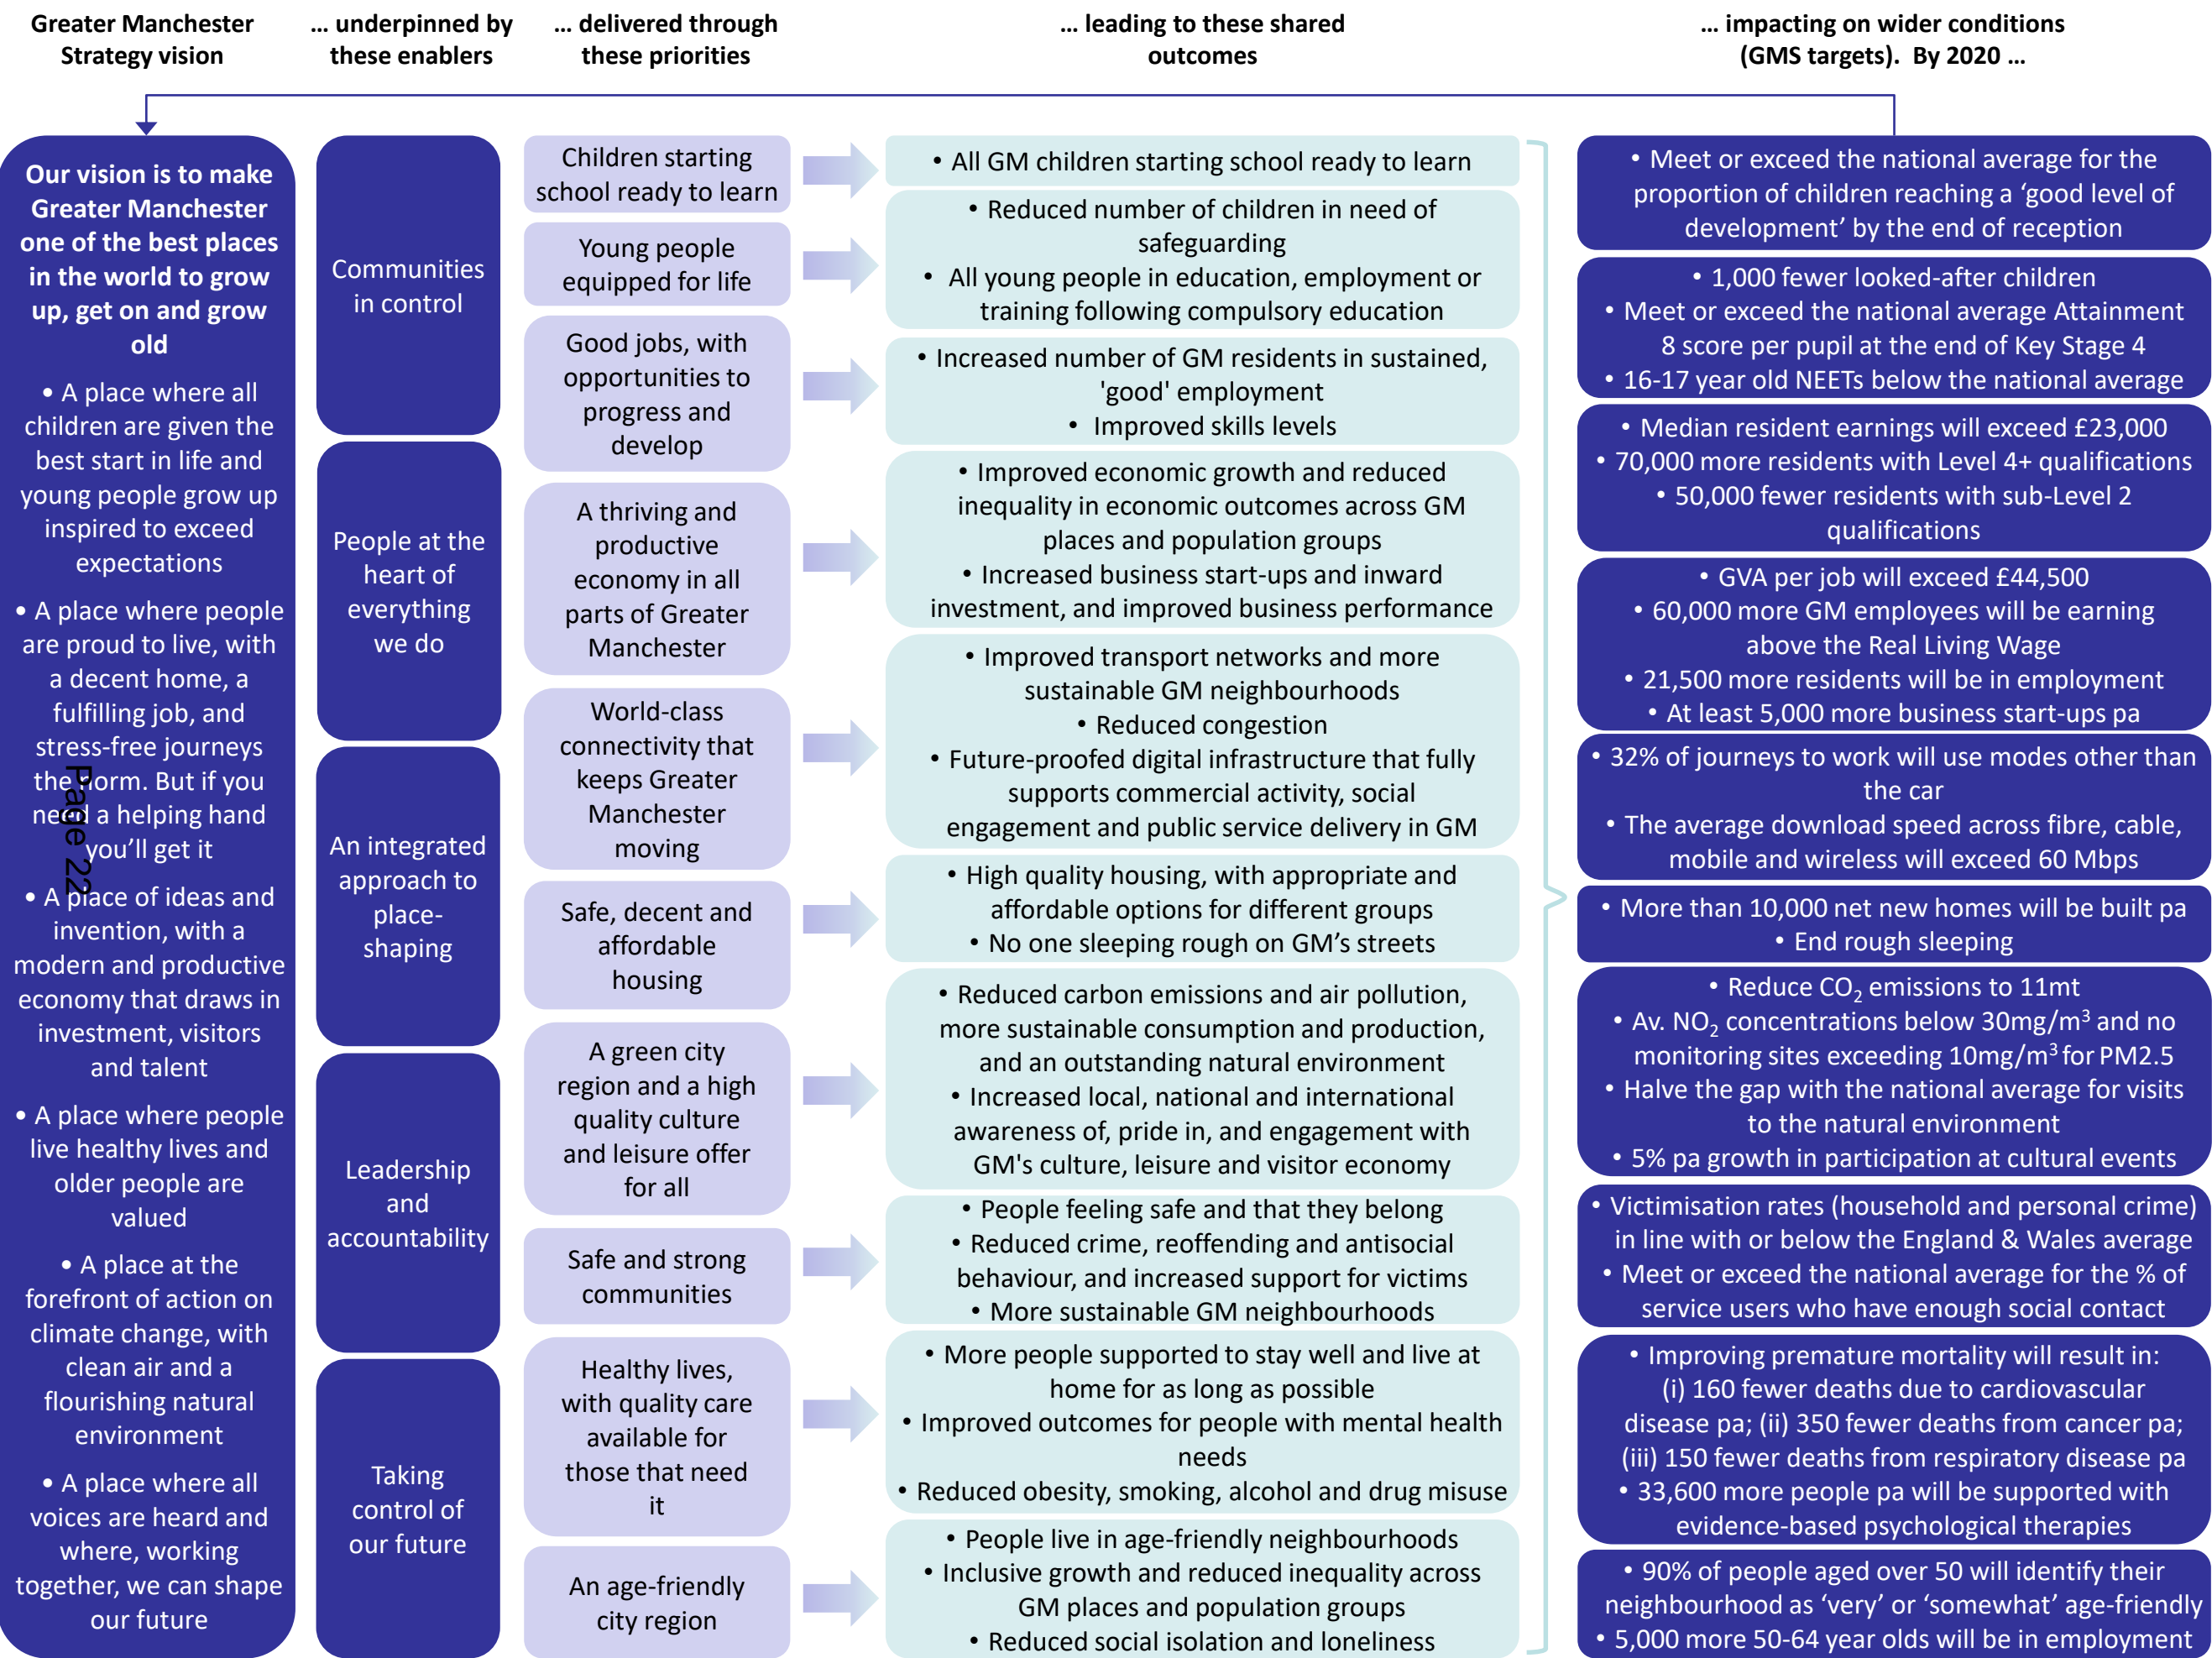 Greater Manchester
Strategy vision
... underpinned by
these enablers
... delivered through
these priorities
... leading to these shared
outcomes
... impacting on wider conditions
(GMS targets).  By 2020 ...
Our vision is to make
Greater Manchester
one of the best places
in the world to grow
up, get on and grow
old
• A place where all
children are given the
best start in life and
young people grow up
inspired to exceed
expectations
• A place where people
are proud to live, with
a decent home, a
fulfilling job, and
stress-free journeys
the norm. But if you
need a helping hand
you'll get it
• A place of ideas and
invention, with a
modern and productive
economy that draws in
investment, visitors
and talent
• A place where people
live healthy lives and
older people are
valued
• A place at the
forefront of action on
climate change, with
clean air and a
flourishing natural
environment
• A place where all
voices are heard and
where, working
together, we can shape
our future
Page 22
Communities
in control
People at the
heart of
everything
we do
An integrated
approach to
place-
shaping
Leadership
and
accountability
Taking
control of
our future
Children starting
school ready to learn
Young people
equipped for life
Good jobs, with
opportunities to
progress and
develop
A thriving and
productive
economy in all
parts of Greater
Manchester
World-class
connectivity that
keeps Greater
Manchester
moving
Safe, decent and
affordable
housing
A green city
region and a high
quality culture
and leisure offer
for all
Safe and strong
communities
Healthy lives,
with quality care
available for
those that need
it
An age-friendly
city region
• All GM children starting school ready to learn
• Reduced number of children in need of
safeguarding
• All young people in education, employment or
training following compulsory education
• Increased number of GM residents in sustained,
'good' employment
• Improved skills levels
• Improved economic growth and reduced
inequality in economic outcomes across GM
places and population groups
• Increased business start-ups and inward
investment, and improved business performance
• Improved transport networks and more
sustainable GM neighbourhoods
• Reduced congestion
• Future-proofed digital infrastructure that fully
supports commercial activity, social
engagement and public service delivery in GM
• High quality housing, with appropriate and
affordable options for different groups
• No one sleeping rough on GM's streets
• Reduced carbon emissions and air pollution,
more sustainable consumption and production,
and an outstanding natural environment
• Increased local, national and international
awareness of, pride in, and engagement with
GM's culture, leisure and visitor economy
• People feeling safe and that they belong
• Reduced crime, reoffending and antisocial
behaviour, and increased support for victims
• More sustainable GM neighbourhoods
• More people supported to stay well and live at
home for as long as possible
• Improved outcomes for people with mental health
needs
• Reduced obesity, smoking, alcohol and drug misuse
• People live in age-friendly neighbourhoods
• Inclusive growth and reduced inequality across
GM places and population groups
• Reduced social isolation and loneliness
• Meet or exceed the national average for the
proportion of children reaching a 'good level of
development' by the end of reception
• 1,000 fewer looked-after children
• Meet or exceed the national average Attainment
8 score per pupil at the end of Key Stage 4
• 16-17 year old NEETs below the national average
• Median resident earnings will exceed £23,000
• 70,000 more residents with Level 4+ qualifications
• 50,000 fewer residents with sub-Level 2
qualifications
• GVA per job will exceed £44,500
• 60,000 more GM employees will be earning
above the Real Living Wage
• 21,500 more residents will be in employment
• At least 5,000 more business start-ups pa
• 32% of journeys to work will use modes other than
the car
• The average download speed across fibre, cable,
mobile and wireless will exceed 60 Mbps
• More than 10,000 net new homes will be built pa
• End rough sleeping
• Reduce CO₂ emissions to 11mt
• Av. NO₂ concentrations below 30mg/m³ and no
monitoring sites exceeding 10mg/m³ for PM2.5
• Halve the gap with the national average for visits
to the natural environment
• 5% pa growth in participation at cultural events
• Victimisation rates (household and personal crime)
in line with or below the England & Wales average
• Meet or exceed the national average for the % of
service users who have enough social contact
• Improving premature mortality will result in:
(i) 160 fewer deaths due to cardiovascular
disease pa; (ii) 350 fewer deaths from cancer pa;
(iii) 150 fewer deaths from respiratory disease pa
• 33,600 more people pa will be supported with
evidence-based psychological therapies
• 90% of people aged over 50 will identify their
neighbourhood as 'very' or 'somewhat' age-friendly
• 5,000 more 50-64 year olds will be in employment